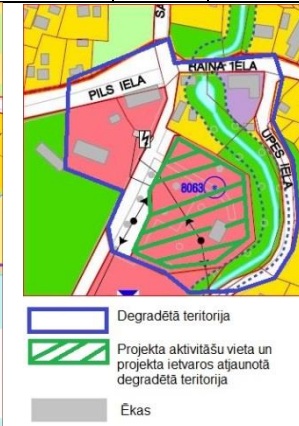 SA
RAIŅA IELA
PILS IELA
UPES IELA
8063
Degradētā teritorija
Projekta aktivitāšu vieta un
projekta ietvaros atjaunotā
degradētā teritorija
Ēkas